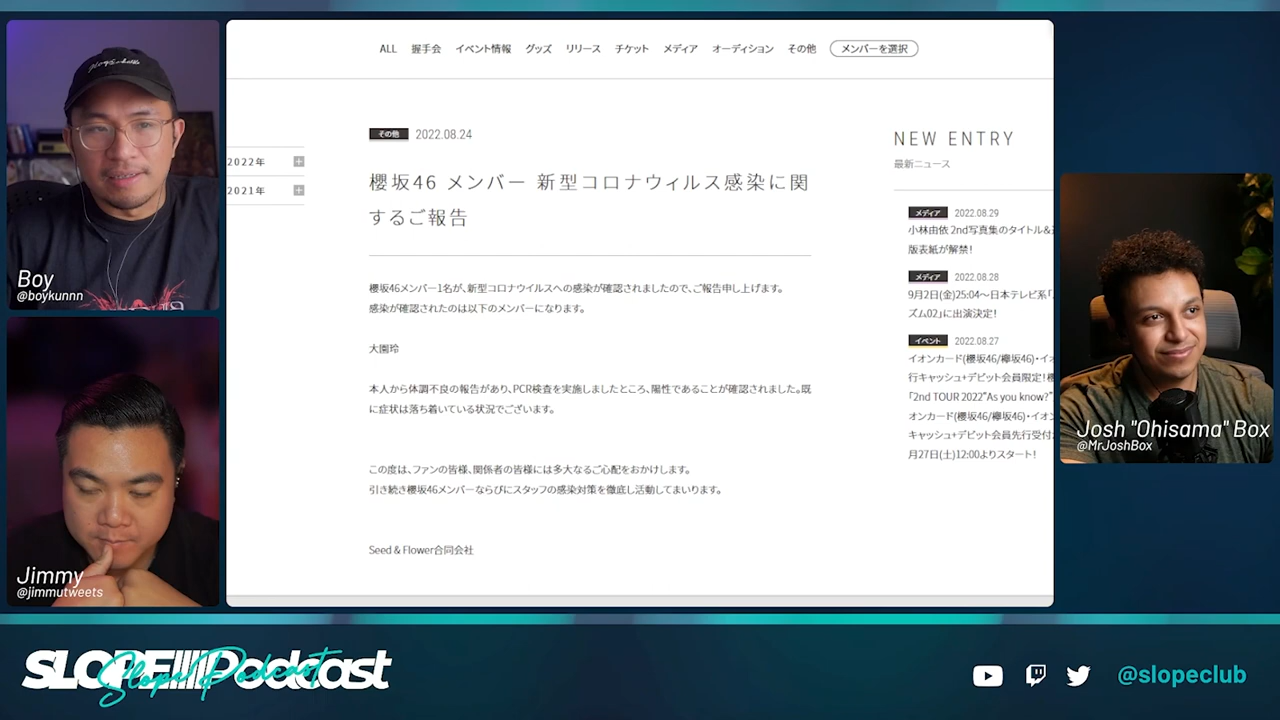 ALL 握手会 イベント情報 グッズ リリース チケット メディア オーディション その他 メンバーを選択
2022年
2021年
その他 2022.08.24
櫻坂46 メンバー 新型コロナウィルス感染に関
するご報告
櫻坂46メンバー1名が、新型コロナウイルスへの感染が確認されましたので、ご報告申し上げます。
感染が確認されたのは以下のメンバーになります。
大園玲
本人から体調不良の報告があり、PCR検査を実施しましたところ、陽性であることが確認されました。既
に症状は落ち着いている状況でございます。
この度は、ファンの皆様、関係者の皆様には多大なるご心配をおかけします。
引き続き櫻坂46メンバーならびにスタッフの感染対策を徹底し活動してまいります。
Seed & Flower合同会社
NEW ENTRY
最新ニュース
メディア 2022.08.29
小林由依 2nd写真集のタイトル&
版表紙が解禁!
メディア 2022.08.28
9月2日(金)25:04〜日本テレビ系「
ズム02」に出演決定!
イベント 2022.08.27
イオンカード(櫻坂46/欅坂46)・イオ
行キャッシュ+デビット会員限定!
「2nd TOUR 2022"As you know?"
オンカード(櫻坂46/欅坂46)・イオン
キャッシュ+デビット会員先行受付
月27日(土)12:00よりスタート!
Boy
@boykunnn
Jimmy
@jimmutweets
Josh "Ohisama" Box
@MrJoshBox
SLOPE Podcast
Slope Podcast
@slopeclub